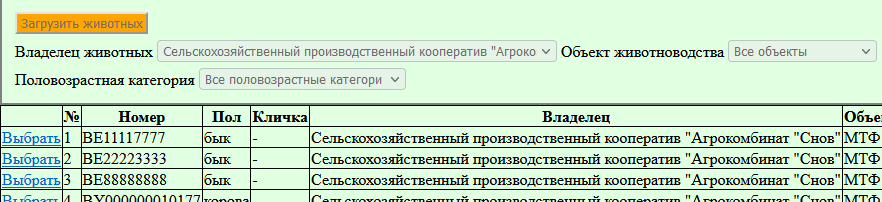 Загрузить животных
Владелец животных Сельскохозяйственный производственный кооператив "Агроко Объект животноводства Все объекты
Половозрастная категория Все половозрастные категори
№ Номер Пол Кличка Владелец Объе
Выбрать 1 BE11117777 бык - Сельскохозяйственный производственный кооператив "Агрокомбинат "Снов" МТФ
Выбрать 2 BE22223333 бык - Сельскохозяйственный производственный кооператив "Агрокомбинат "Снов" МТФ
Выбрать 3 BE88888888 бык - Сельскохозяйственный производственный кооператив "Агрокомбинат "Снов" МТФ
Выбрать 4 BY000000010177 корова